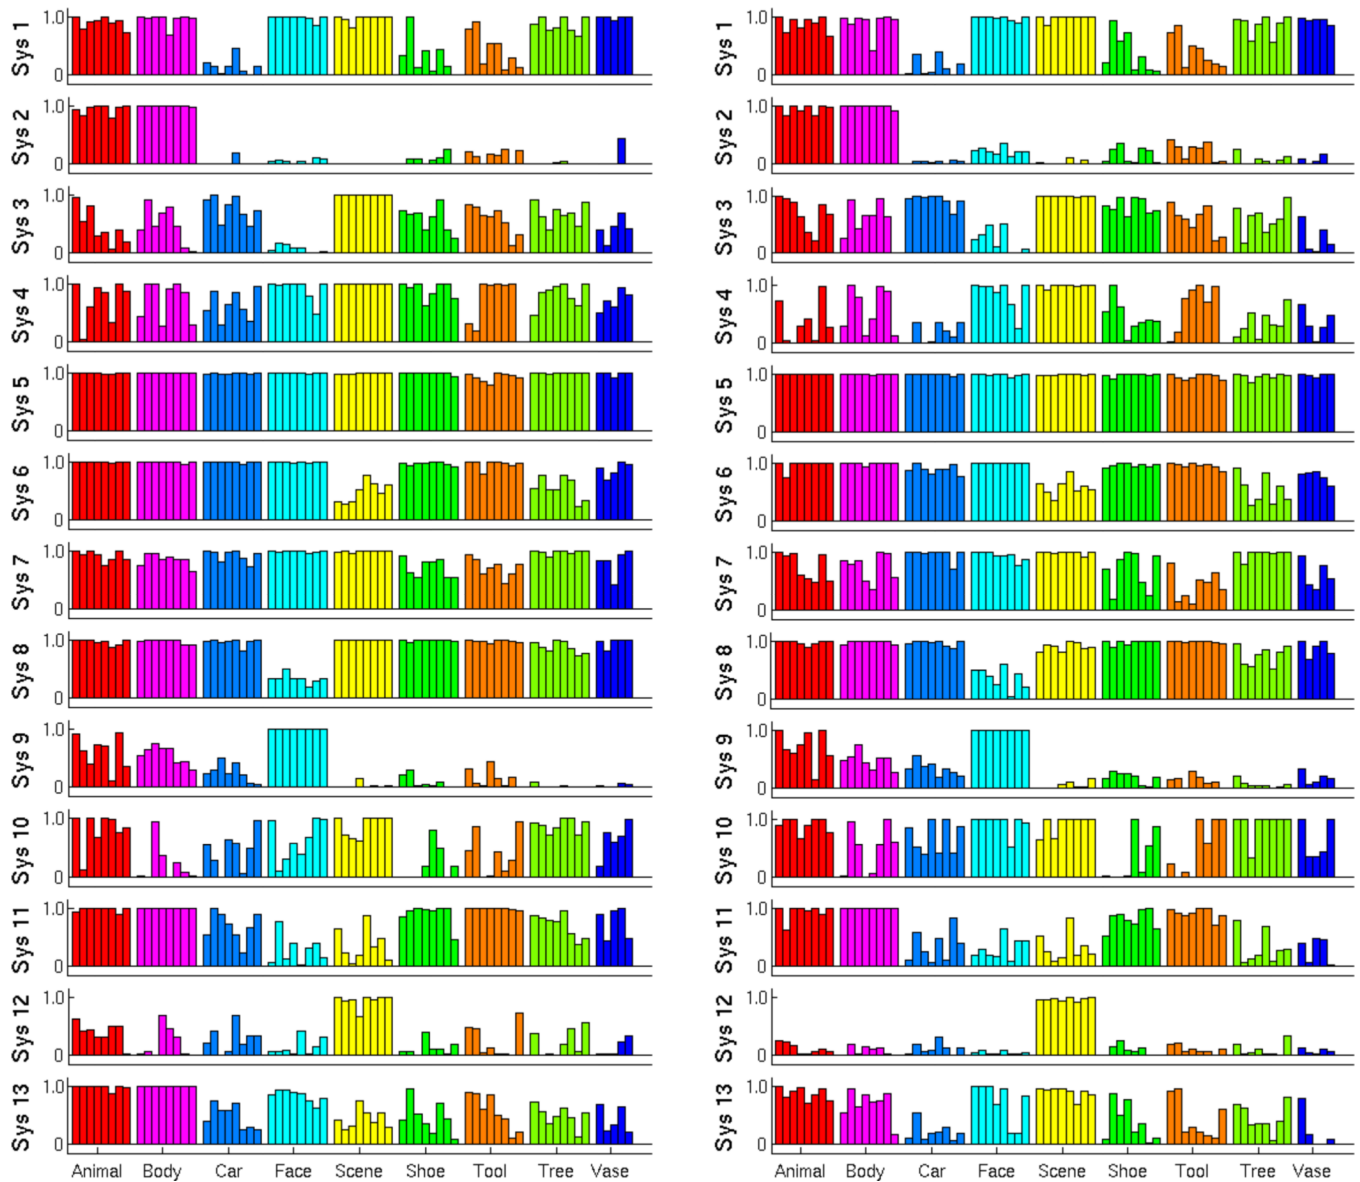 Sys 1 1.0 0 Sys 1 1.0 0
Sys 2 1.0 0 Sys 2 1.0 0
Sys 3 1.0 0 Sys 3 1.0 0
Sys 4 1.0 0 Sys 4 1.0 0
Sys 5 1.0 0 Sys 5 1.0 0
Sys 6 1.0 0 Sys 6 1.0 0
Sys 7 1.0 0 Sys 7 1.0 0
Sys 8 1.0 0 Sys 8 1.0 0
Sys 9 1.0 0 Sys 9 1.0 0
Sys 10 1.0 0 Sys 10 1.0 0
Sys 11 1.0 0 Sys 11 1.0 0
Sys 12 1.0 0 Sys 12 1.0 0
Sys 13 1.0 0 Sys 13 1.0 0
Animal Body Car Face Scene Shoe Tool Tree Vase Animal Body Car Face Scene Shoe Tool Tree Vase